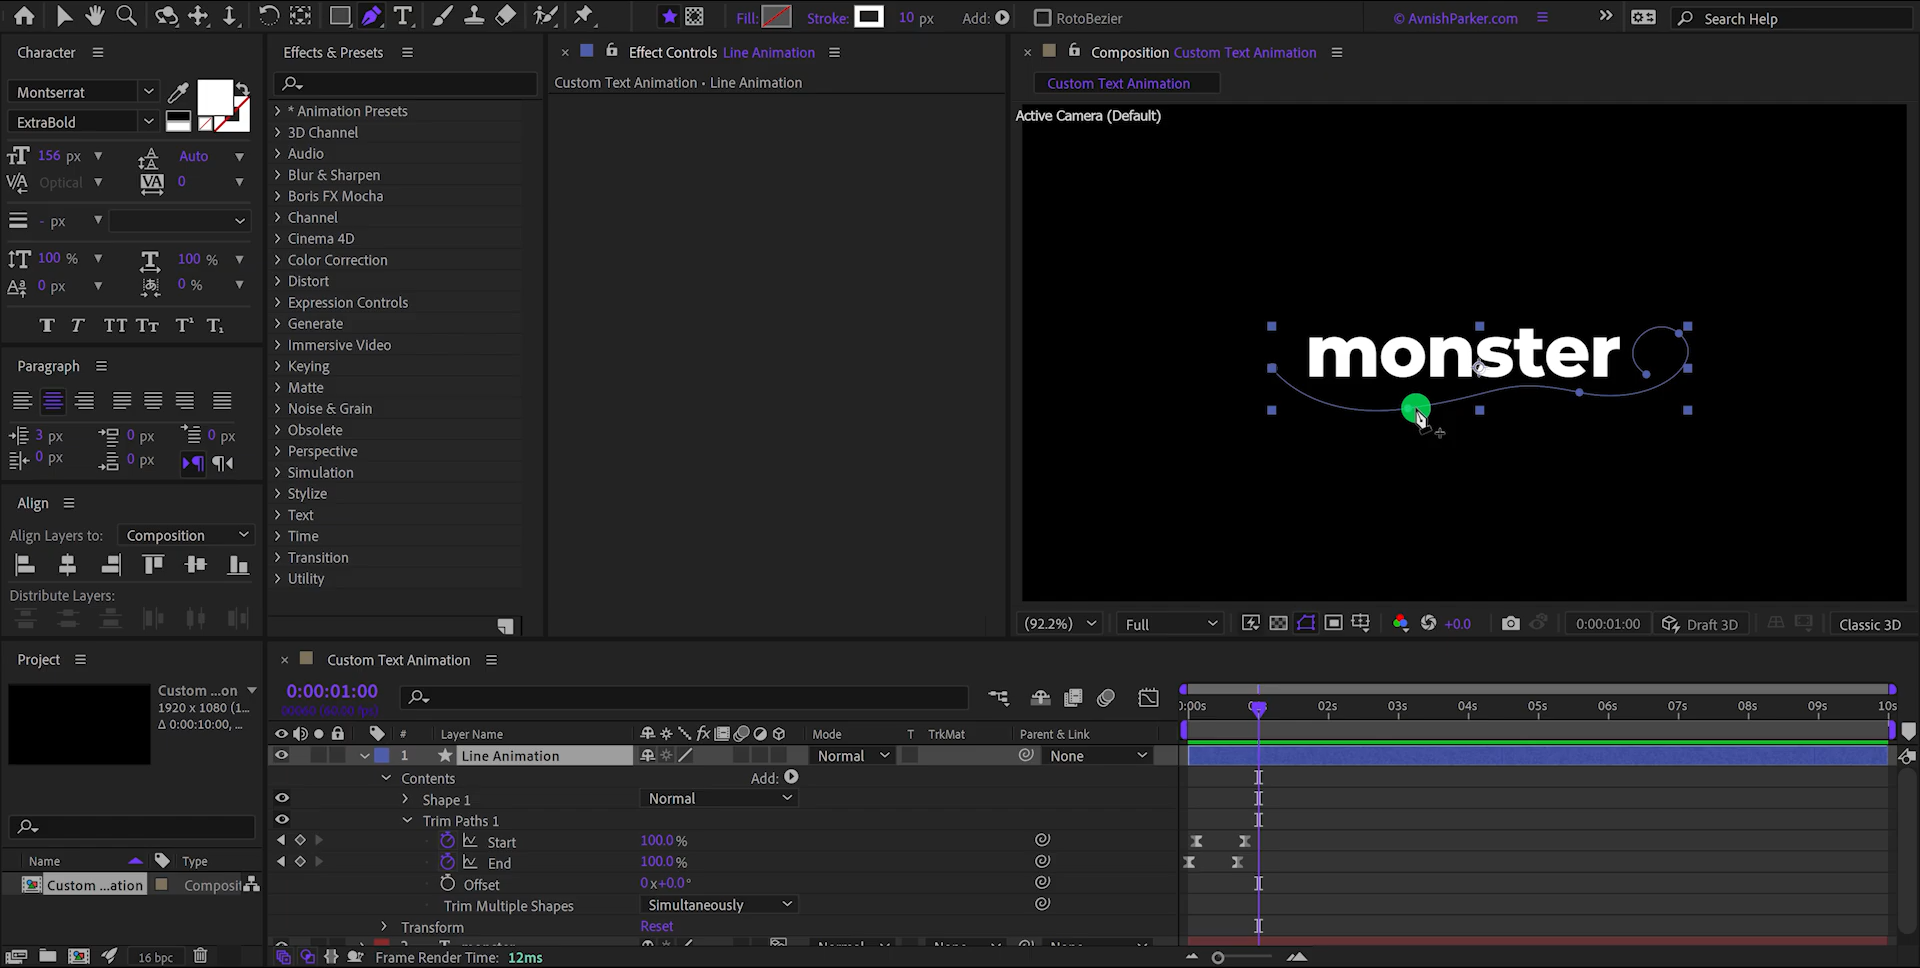 Fill:
Stroke:
10 px
Add:
RotoBezier
© AvnishParker.com
Search Help
Character
Montserrat
ExtraBold
156 px
Auto
Optical
0
- px
100 %
100 %
0 px
0 %
Paragraph
3 px
0 px
0 px
0 px
0 px
Align
Align Layers to:
Composition
Distribute Layers:
Effects & Presets
* Animation Presets
3D Channel
Audio
Blur & Sharpen
Boris FX Mocha
Channel
Cinema 4D
Color Correction
Distort
Expression Controls
Generate
Immersive Video
Keying
Matte
Noise & Grain
Obsolete
Perspective
Simulation
Stylize
Text
Time
Transition
Utility
Effect Controls Line Animation
Custom Text Animation • Line Animation
Composition Custom Text Animation
Custom Text Animation
Active Camera (Default)
monster
(92.2%)
Full
+0.0
0:00:01:00
Draft 3D
Classic 3D
Project
Custom ...on
1920 x 1080 (1...
Δ 0:00:10:00, ...
Name
Type
Custom ...ation
Composit
16 bpc
Custom Text Animation
0:00:01:00
00060 (60.00 fps)
:00s
02s
03s
04s
05s
06s
07s
08s
09s
10s
#
Layer Name
Mode
T
TrkMat
Parent & Link
1
Line Animation
Normal
None
Contents
Add:
Shape 1
Normal
Trim Paths 1
Start
100.0 %
End
100.0 %
Offset
0 x +0.0 °
Trim Multiple Shapes
Simultaneously
Transform
Reset
Frame Render Time: 12ms